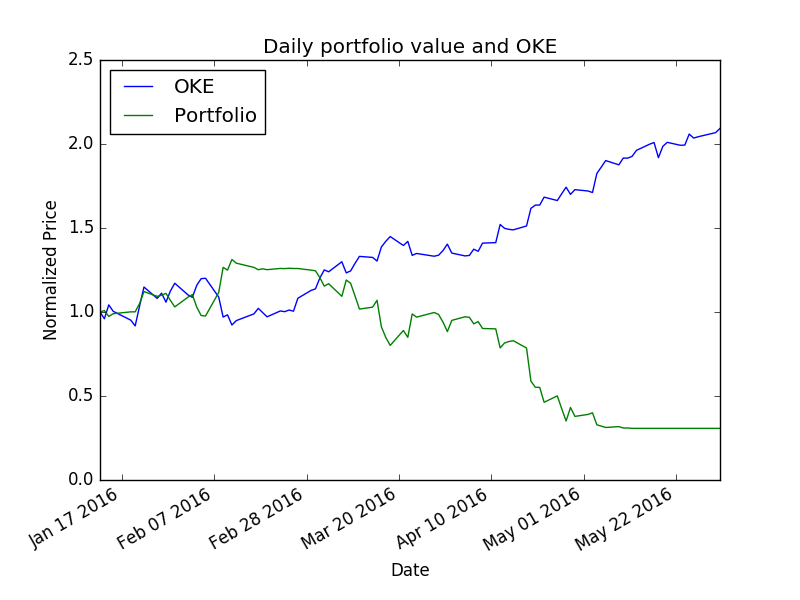 Daily portfolio value and OKE
2.5
2.0
1.5
1.0
0.5
0.0
Normalized Price
OKE
Portfolio
Jan 17 2016
Feb 07 2016
Feb 28 2016
Mar 20 2016
Apr 10 2016
May 01 2016
May 22 2016
Date